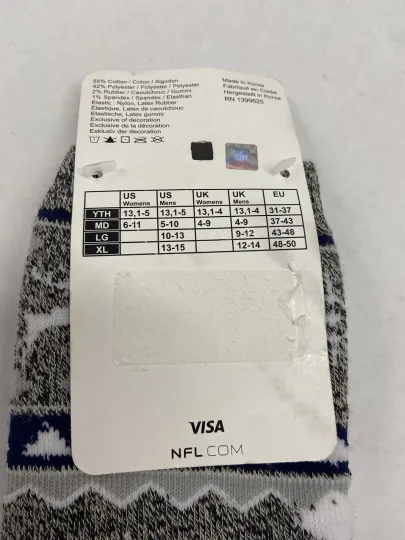 55% Cotton / Coton / Algodon
42% Polyester / Polyester / Polyester
2% Rubber / Caoutchouc / Gummi
1% Spandex / Spandex / Elasthan
Elastic: Nylon, Latex Rubber
Élastique, Latex de caoutchouc
Elastische, Latex gummi
Exclusive of decoration
Exclusive de la décoration
Exklusiv der dekoration
Made in Korea
Fabriqué en Corée
Hergestellt in Korea
RN 1399625
US Womens US Mens UK Womens UK Mens EU
YTH 13,1-5 13,1-5 13,1-4 13,1-4 31-37
MD 6-11 5-10 4-9 4-9 37-43
LG 10-13 9-12 43-48
XL 13-15 12-14 48-50
VISA
NFL.COM